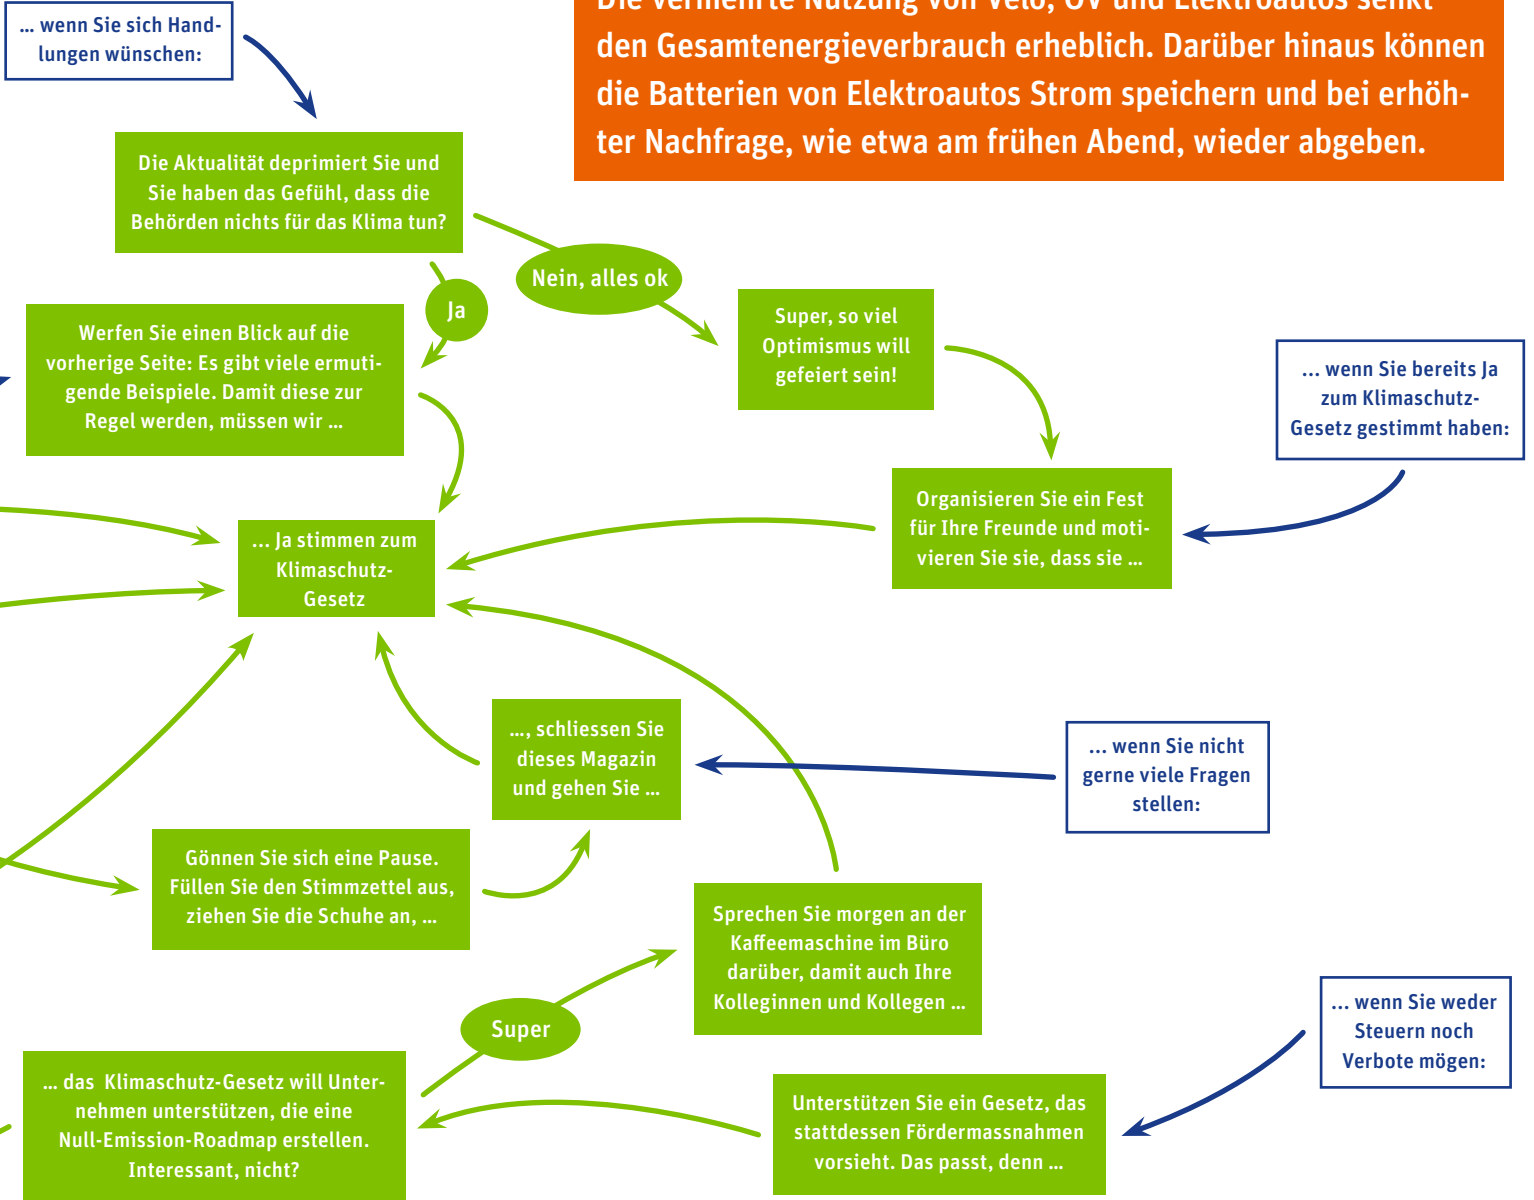 ... wenn Sie sich Hand-
lungen wünschen:
Die vermehrte Nutzung von Velo, ÖV und Elektroautos senkt
den Gesamtenergieverbrauch erheblich. Darüber hinaus können
die Batterien von Elektroautos Strom speichern und bei erhöh-
ter Nachfrage, wie etwa am frühen Abend, wieder abgeben.
Die Aktualität deprimiert Sie und
Sie haben das Gefühl, dass die
Behörden nichts für das Klima tun?
Nein, alles ok
Ja
Werfen Sie einen Blick auf die
vorherige Seite: Es gibt viele ermuti-
gende Beispiele. Damit diese zur
Regel werden, müssen wir ...
Super, so viel
Optimismus will
gefeiert sein!
... wenn Sie bereits Ja
zum Klimaschutz-
Gesetz gestimmt haben:
Organisieren Sie ein Fest
für Ihre Freunde und moti-
vieren Sie sie, dass sie ...
... Ja stimmen zum
Klimaschutz-
Gesetz
..., schliessen Sie
dieses Magazin
und gehen Sie ...
... wenn Sie nicht
gerne viele Fragen
stellen:
Gönnen Sie sich eine Pause.
Füllen Sie den Stimmzettel aus,
ziehen Sie die Schuhe an, ...
Sprechen Sie morgen an der
Kaffeemaschine im Büro
darüber, damit auch Ihre
Kolleginnen und Kollegen ...
Super
... wenn Sie weder
Steuern noch
Verbote mögen:
... das Klimaschutz-Gesetz will Unter-
nehmen unterstützen, die eine
Null-Emission-Roadmap erstellen.
Interessant, nicht?
Unterstützen Sie ein Gesetz, das
stattdessen Fördermassnahmen
vorsieht. Das passt, denn ...